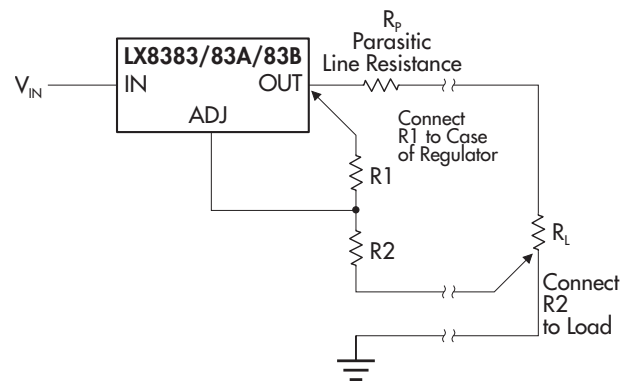 R_P
Parasitic
Line Resistance
LX8383/83A/83B
V_IN
IN
OUT
ADJ
Connect
R1 to Case
of Regulator
R1
R2
R_L
Connect
R2
to Load